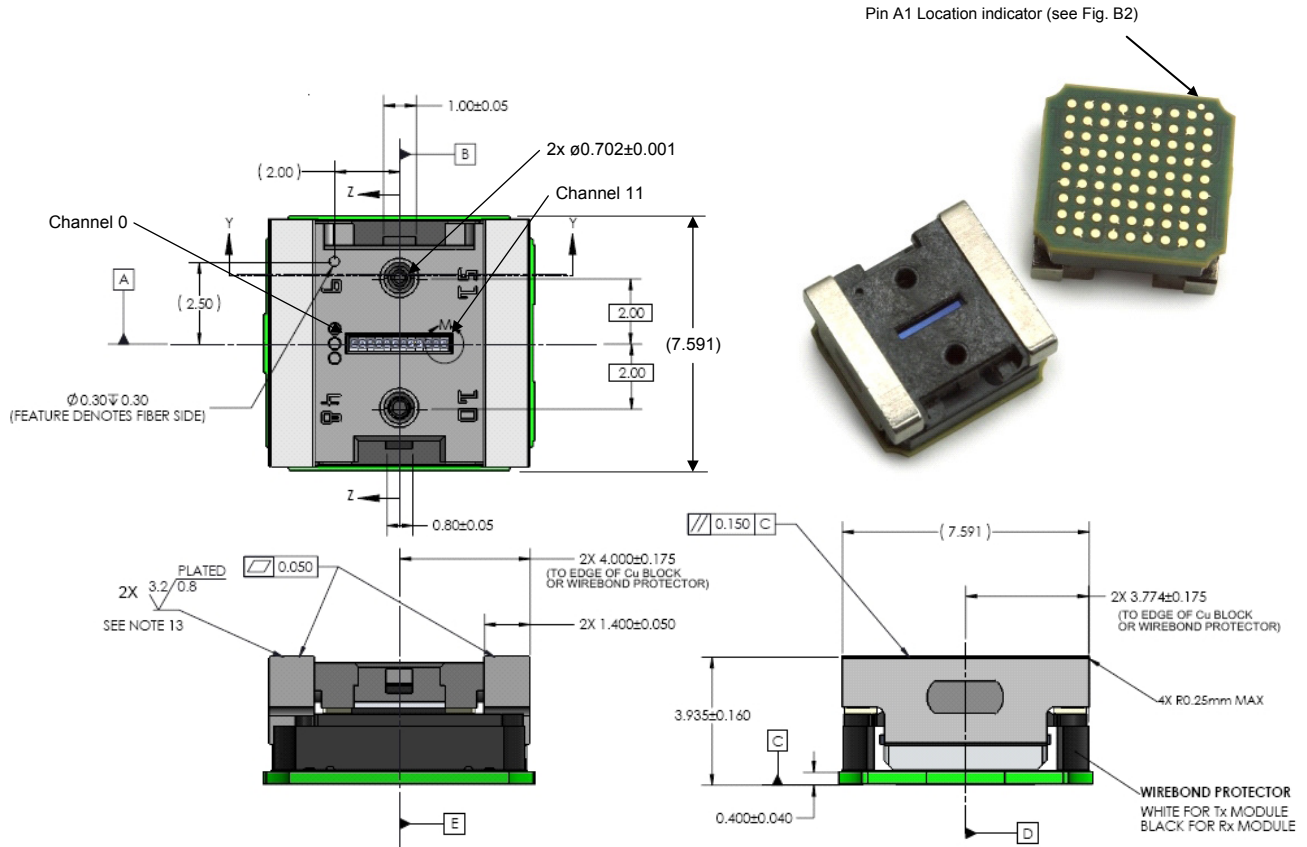 Pin A1 Location indicator (see Fig. B2)
1.00±0.05
B
2x ø0.702±0.001
( 2.00 )
Z
Channel 11
Channel 0
Y
Y
A
( 2.50 )
M
2.00
(7.591)
2.00
Ø 0.30↧0.30
(FEATURE DENOTES FIBER SIDE)
Z
0.80±0.05
// 0.150 C
( 7.591 )
⏥ 0.050
2X 4.000±0.175
(TO EDGE OF Cu BLOCK
OR WIREBOND PROTECTOR)
PLATED
2X 3.2/0.8
SEE NOTE 13
2X 1.400±0.050
2X 3.774±0.175
(TO EDGE OF Cu BLOCK
OR WIREBOND PROTECTOR)
3.935±0.160
4X R0.25mm MAX
C
0.400±0.040
WIREBOND PROTECTOR
WHITE FOR Tx MODULE
BLACK FOR Rx MODULE
E
D